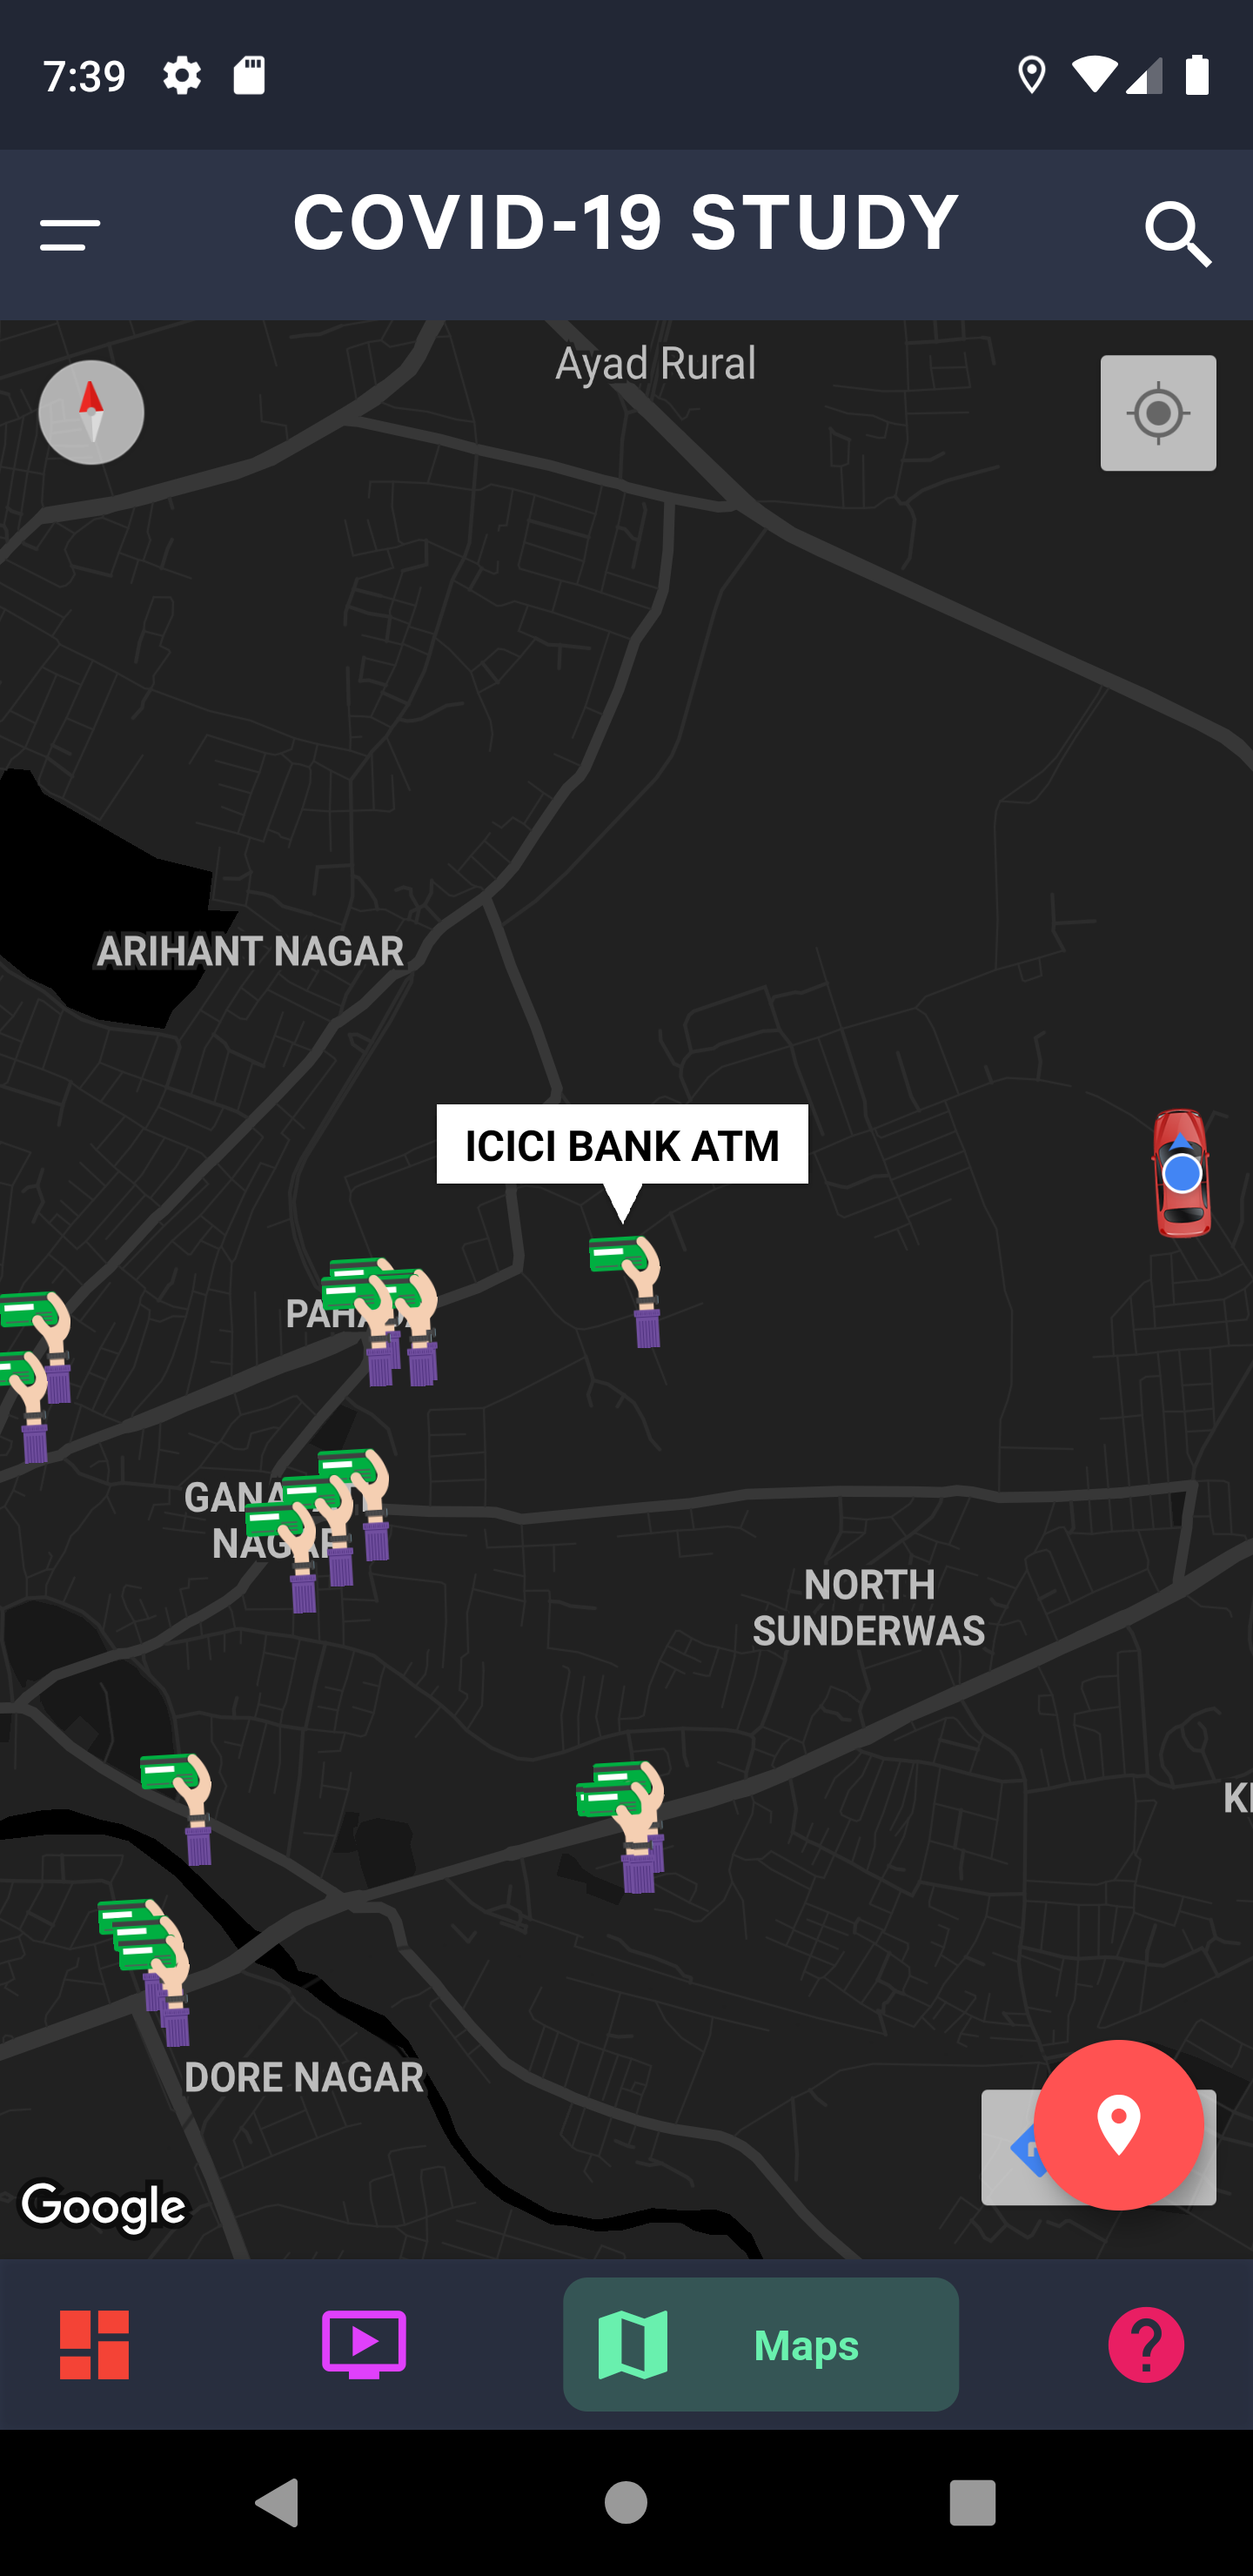 7:39
COVID-19 STUDY
Ayad Rural
ARIHANT NAGAR
ICICI BANK ATM
NORTH
SUNDERWAS
DORE NAGAR
Google
Maps